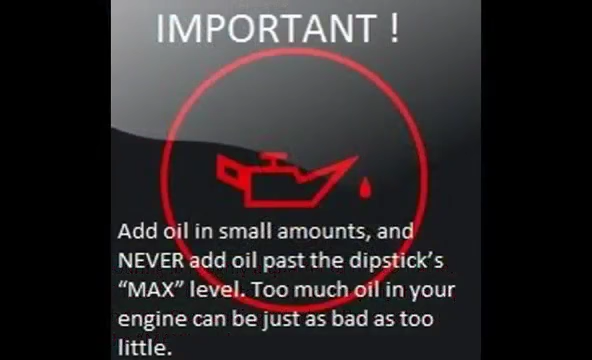 IMPORTANT !
Add oil in small amounts, and
NEVER add oil past the dipstick's
“MAX” level. Too much oil in your
engine can be just as bad as too
little.